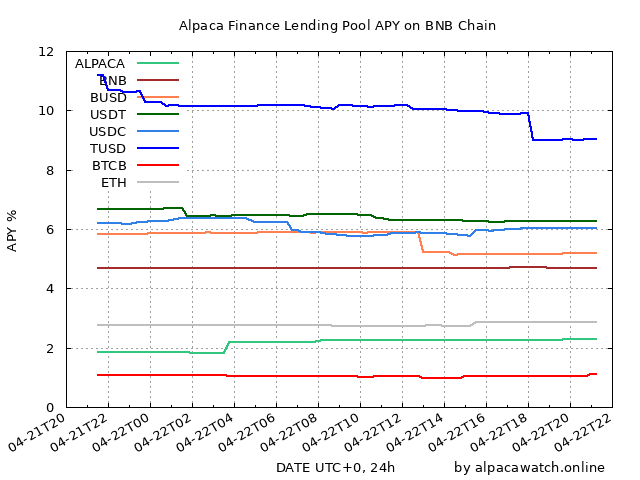 Alpaca Finance Lending Pool APY on BNB Chain
12
10
8
6
4
2
0
APY %
ALPACA
BNB
BUSD
USDT
USDC
TUSD
BTCB
ETH
04-21T20
04-21T22
04-22T00
04-22T02
04-22T04
04-22T06
04-22T08
04-22T10
04-22T12
04-22T14
04-22T16
04-22T18
04-22T20
04-22T22
DATE UTC+0, 24h
by alpacawatch.online